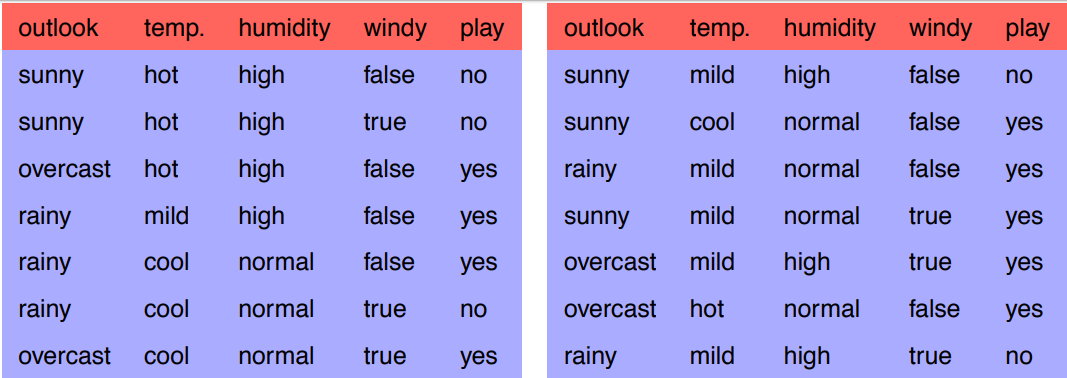 outlook temp. humidity windy play
sunny hot high false no
sunny hot high true no
overcast hot high false yes
rainy mild high false yes
rainy cool normal false yes
rainy cool normal true no
overcast cool normal true yes
outlook temp. humidity windy play
sunny mild high false no
sunny cool normal false yes
rainy mild normal false yes
sunny mild normal true yes
overcast mild high true yes
overcast hot normal false yes
rainy mild high true no